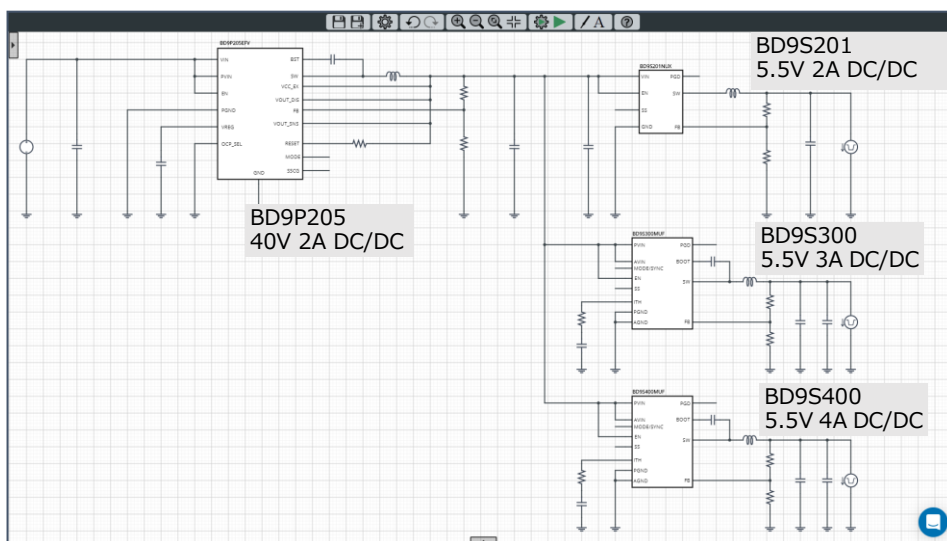 BD9P205EFV
VIN
PVIN
EN
PGND
VREG
OCP_SEL
GND
BST
SW
VCC_EX
VOUT_DIS
FB
VOUT_SNS
RESET
MODE
SSCG
BD9P205
40V 2A DC/DC
BD9S201
5.5V 2A DC/DC
BD9S201NUX
VIN
EN
SS
GND
PGD
SW
FB
BD9S300
5.5V 3A DC/DC
BD9S300MUF
PVIN
AVIN
MODE/SYNC
EN
SS
ITH
PGND
AGND
PGD
BOOT
SW
FB
BD9S400
5.5V 4A DC/DC
BD9S400MUF
PVIN
AVIN
MODE/SYNC
EN
SS
ITH
PGND
AGND
PGD
BOOT
SW
FB
A